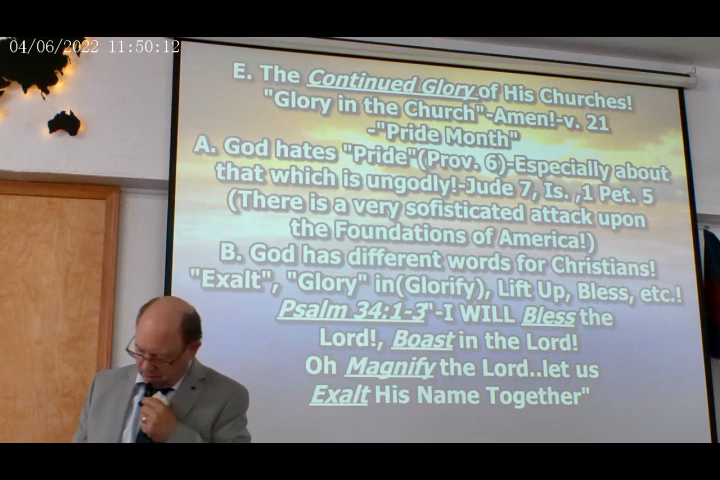 04/06/2022 11:50:12
E. The Continued Glory of His Churches!
"Glory in the Church"-Amen!-v. 21
-"Pride Month"
A. God hates "Pride"(Prov. 6)-Especially about
that which is ungodly!-Jude 7, Is. ,1 Pet. 5
(There is a very sofisticated attack upon
the Foundations of America!)
B. God has different words for Christians!
"Exalt", "Glory" in(Glorify), Lift Up, Bless, etc.!
Psalm 34:1-3"-I WILL Bless the
Lord!, Boast in the Lord!
Oh Magnify the Lord..let us
Exalt His Name Together"